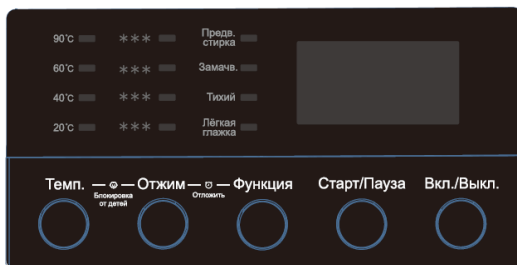 90°C
Предв.
стирка
60°C
Замачв.
40°C
Тихий
20°C
Лёгкая
глажка
Темп.
Отжим
Функция
Старт/Пауза
Вкл./Выкл.
Блокировка
от детей
Отложить